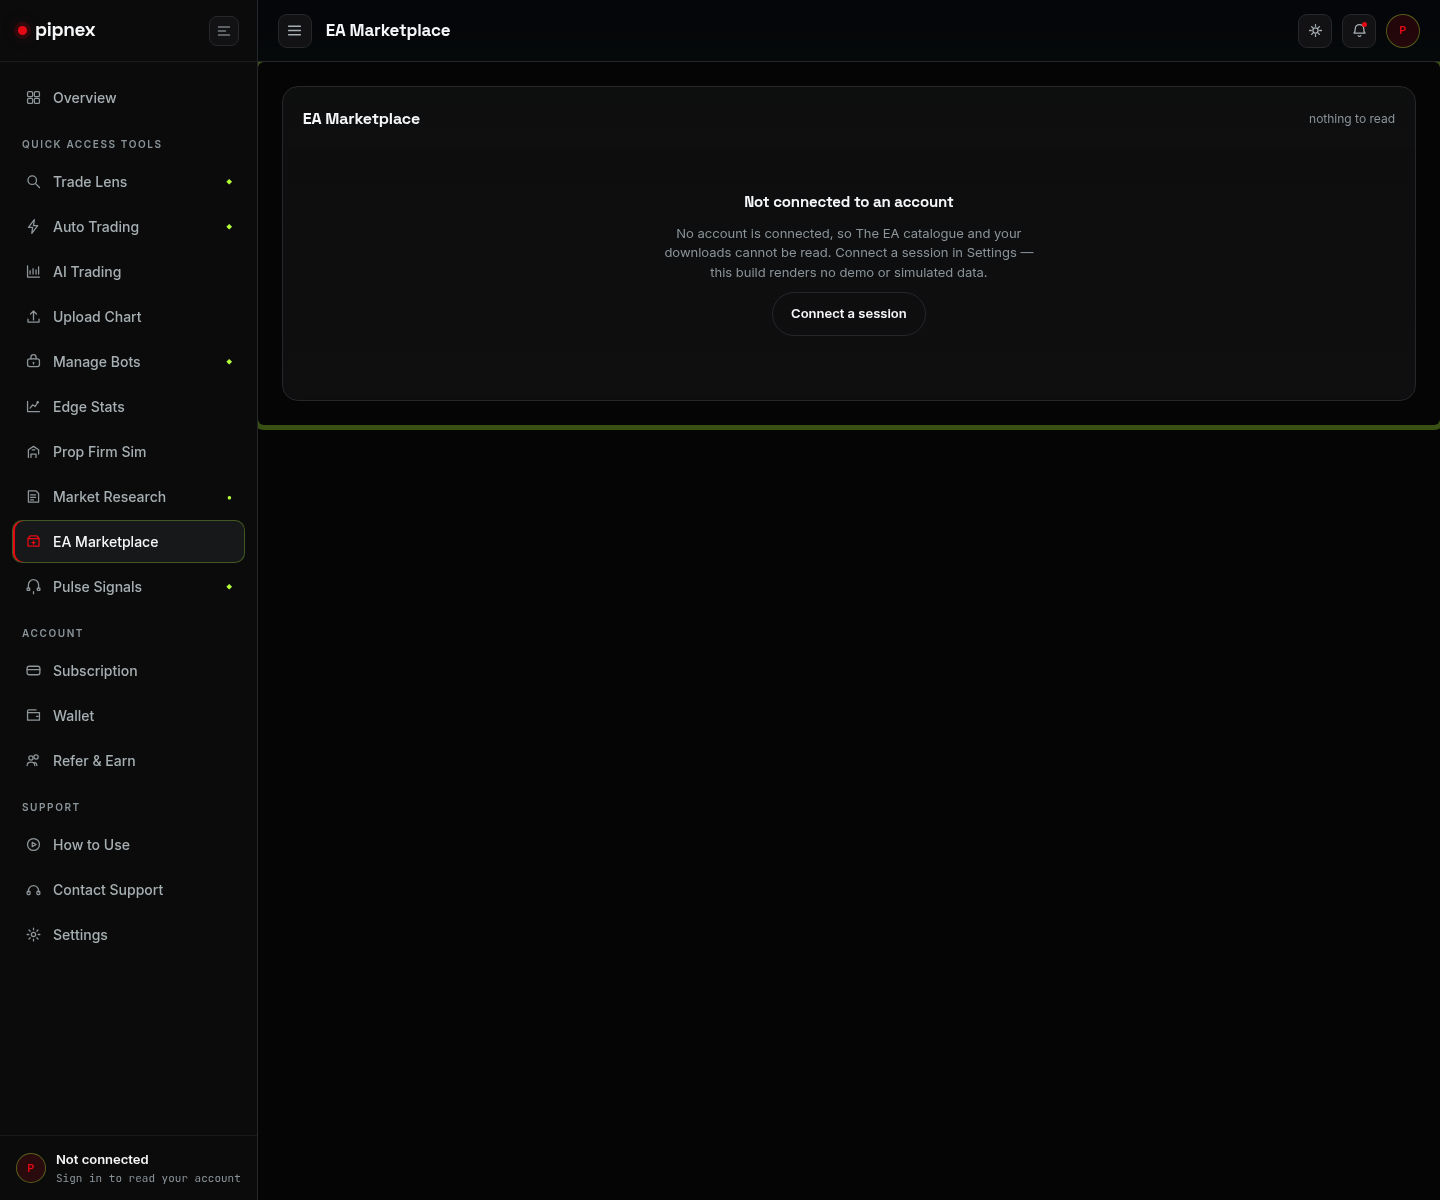 pipnex
EA Marketplace
P
Overview
QUICK ACCESS TOOLS
Trade Lens
Auto Trading
AI Trading
Upload Chart
Manage Bots
Edge Stats
Prop Firm Sim
Market Research
EA Marketplace
Pulse Signals
ACCOUNT
Subscription
Wallet
Refer & Earn
SUPPORT
How to Use
Contact Support
Settings
P
Not connected
Sign in to read your account
EA Marketplace
nothing to read
Not connected to an account
No account is connected, so The EA catalogue and your
downloads cannot be read. Connect a session in Settings —
this build renders no demo or simulated data.
Connect a session